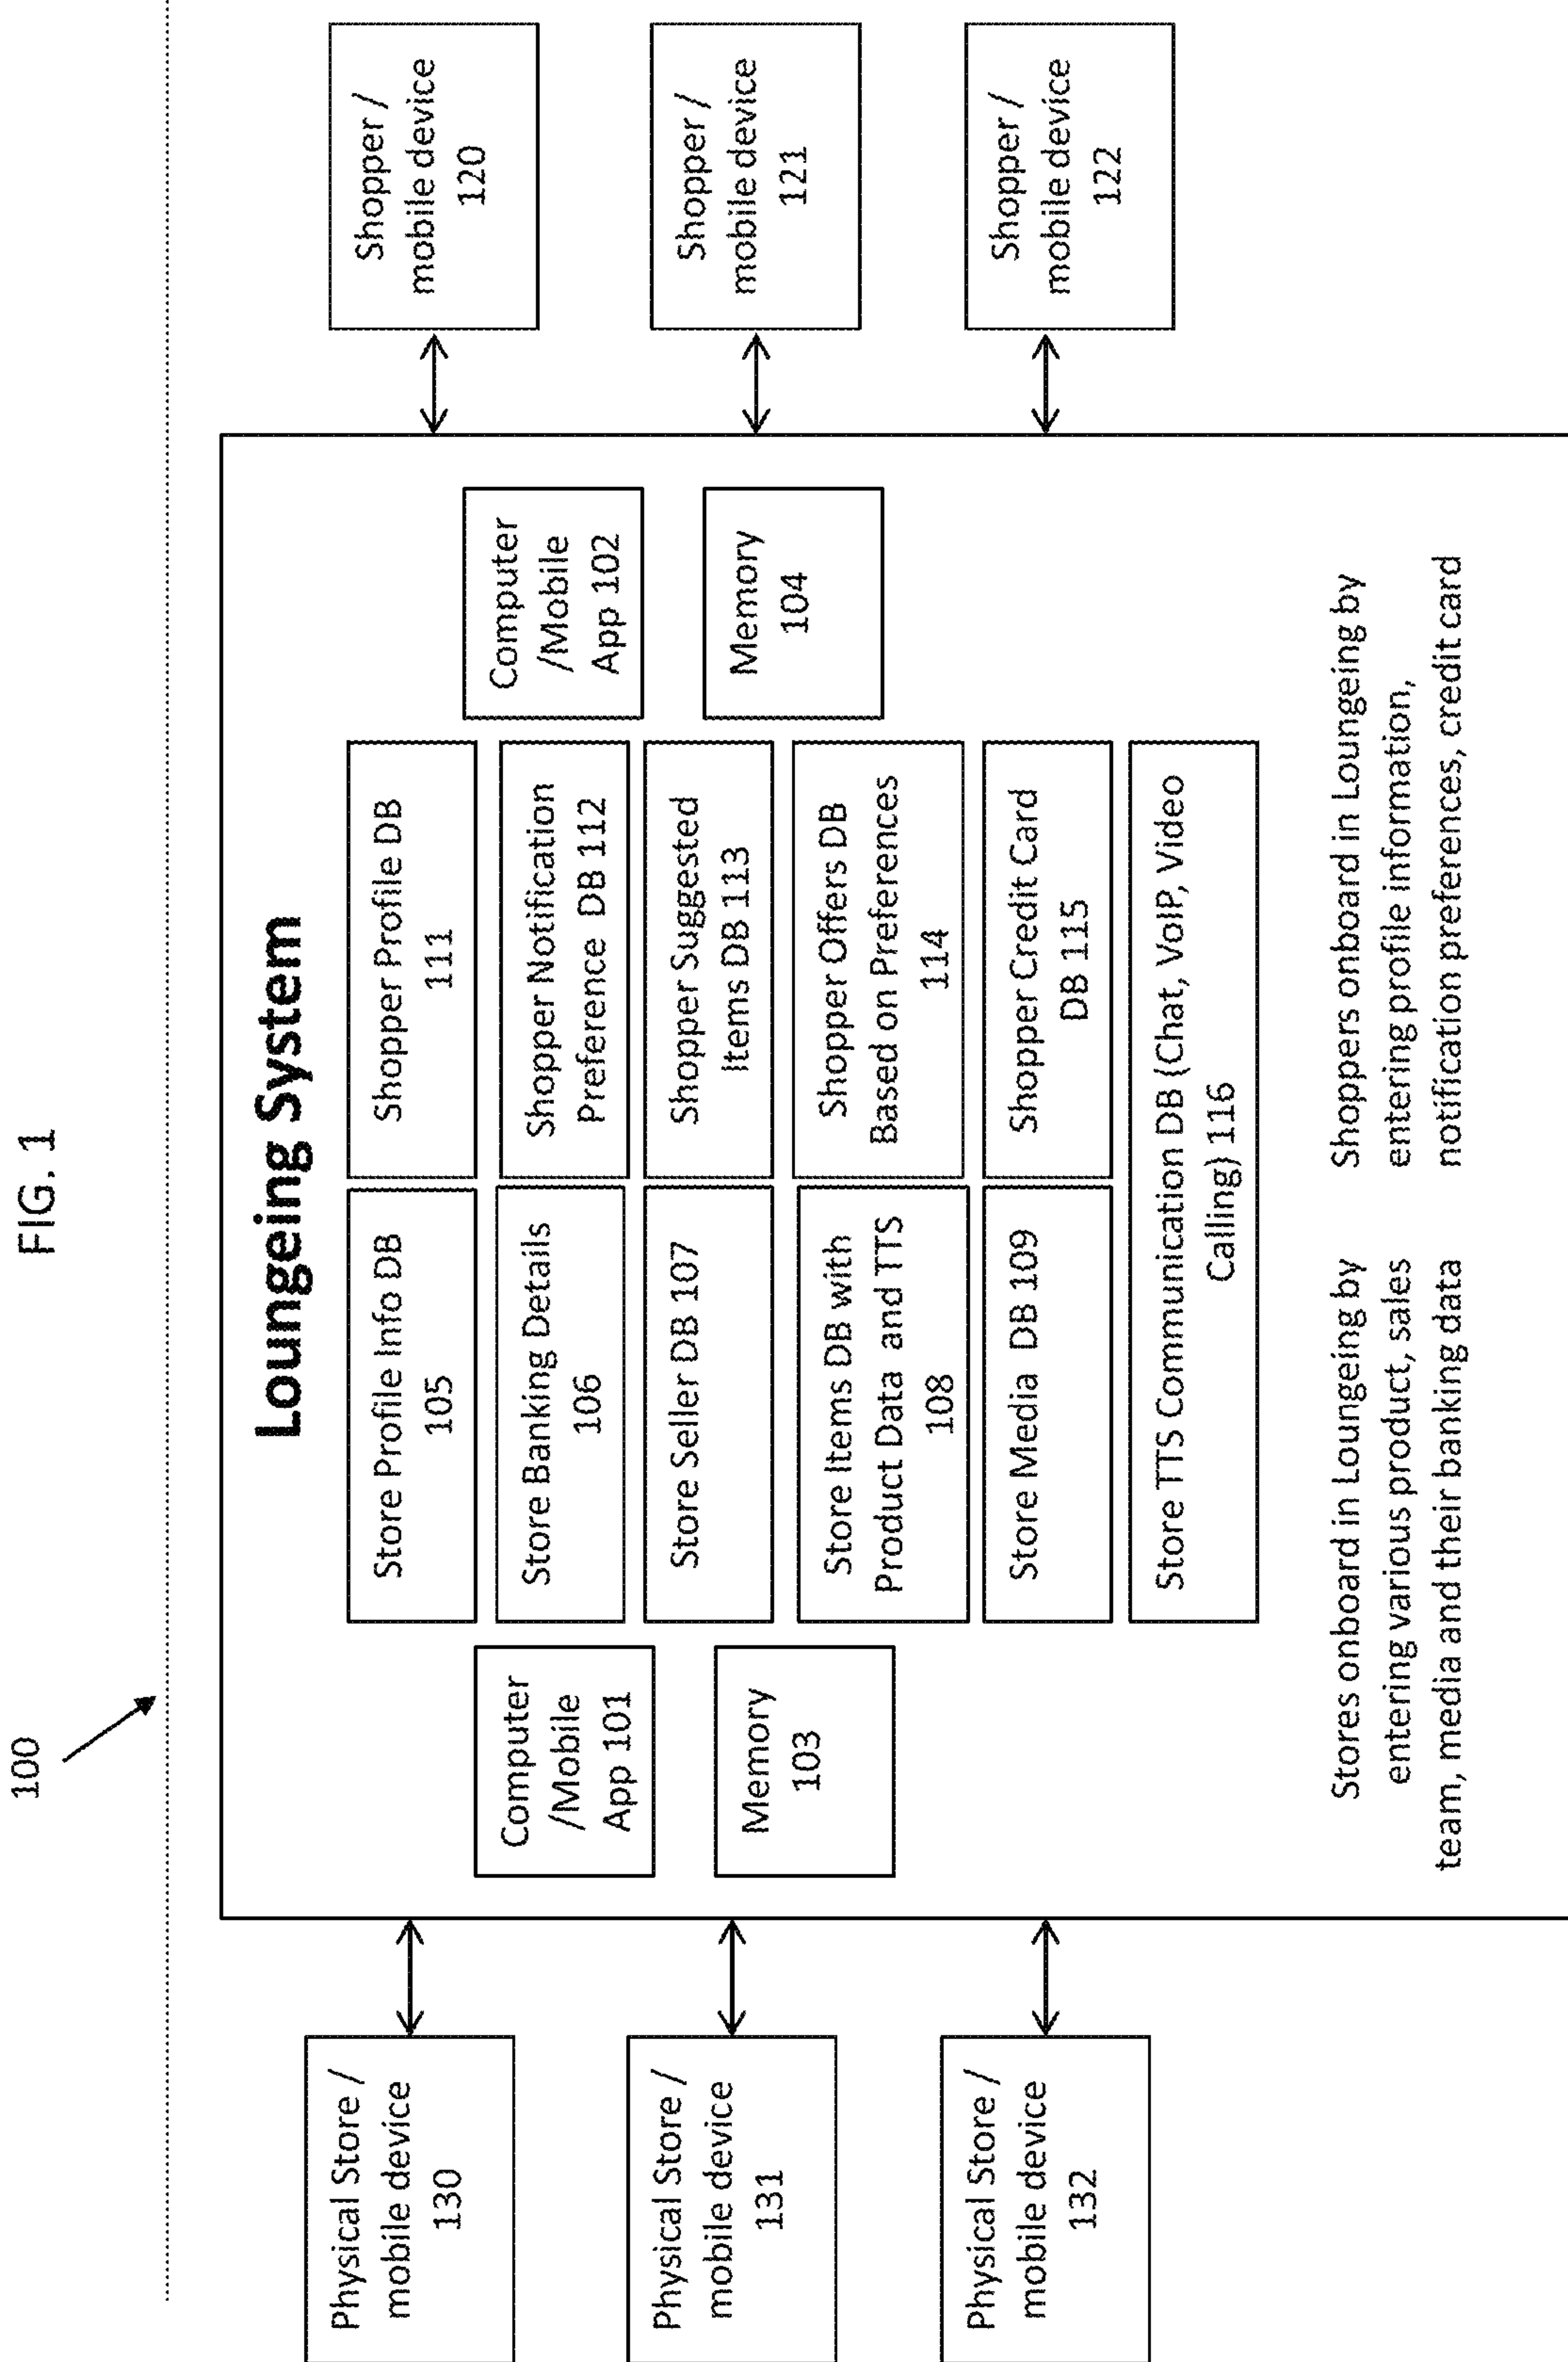 FIG. 1
100
Loungeing System
Physical Store /
mobile device
130
Physical Store /
mobile device
131
Physical Store /
mobile device
132
Computer
/Mobile
App 101
Memory
103
Store Profile Info DB
105
Store Banking Details
106
Store Seller DB 107
Store Items DB with
Product Data and TTS
108
Store Media DB 109
Shopper Profile DB
111
Shopper Notification
Preference DB 112
Shopper Suggested
Items DB 113
Shopper Offers DB
Based on Preferences
114
Shopper Credit Card
DB 115
Store TTS Communication DB (Chat, VoIP, Video
Calling) 116
Computer
/Mobile
App 102
Memory
104
Shopper /
mobile device
120
Shopper /
mobile device
121
Shopper /
mobile device
122
Stores onboard in Loungeing by
entering various product, sales
team, media and their banking data
Shoppers onboard in Loungeing by
entering profile information,
notification preferences, credit card